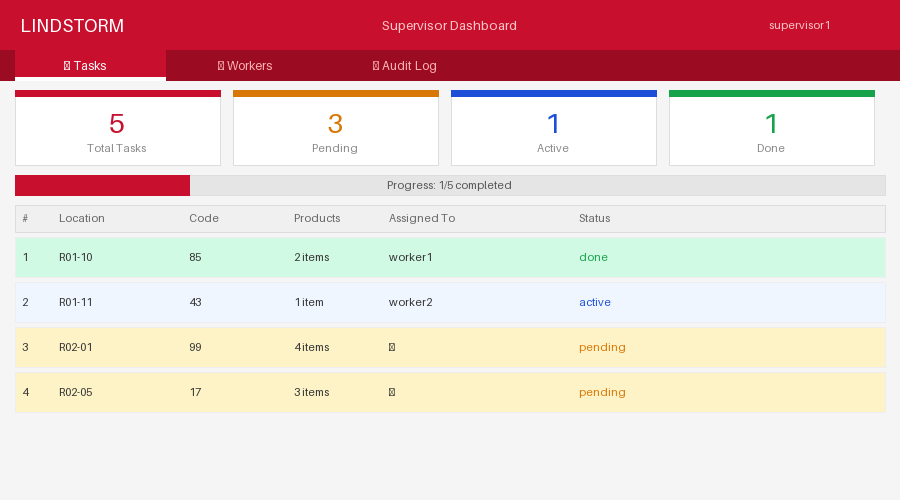 LINDSTORM
Supervisor Dashboard
supervisor1
Tasks
Workers
Audit Log
5
3
1
1
Total Tasks
Pending
Active
Done
Progress: 1/5 completed
# Location Code Products Assigned To Status
1 R01-10 85 2 items worker1 done
2 R01-11 43 1 item worker2 active
3 R02-01 99 4 items pending
4 R02-05 17 3 items pending